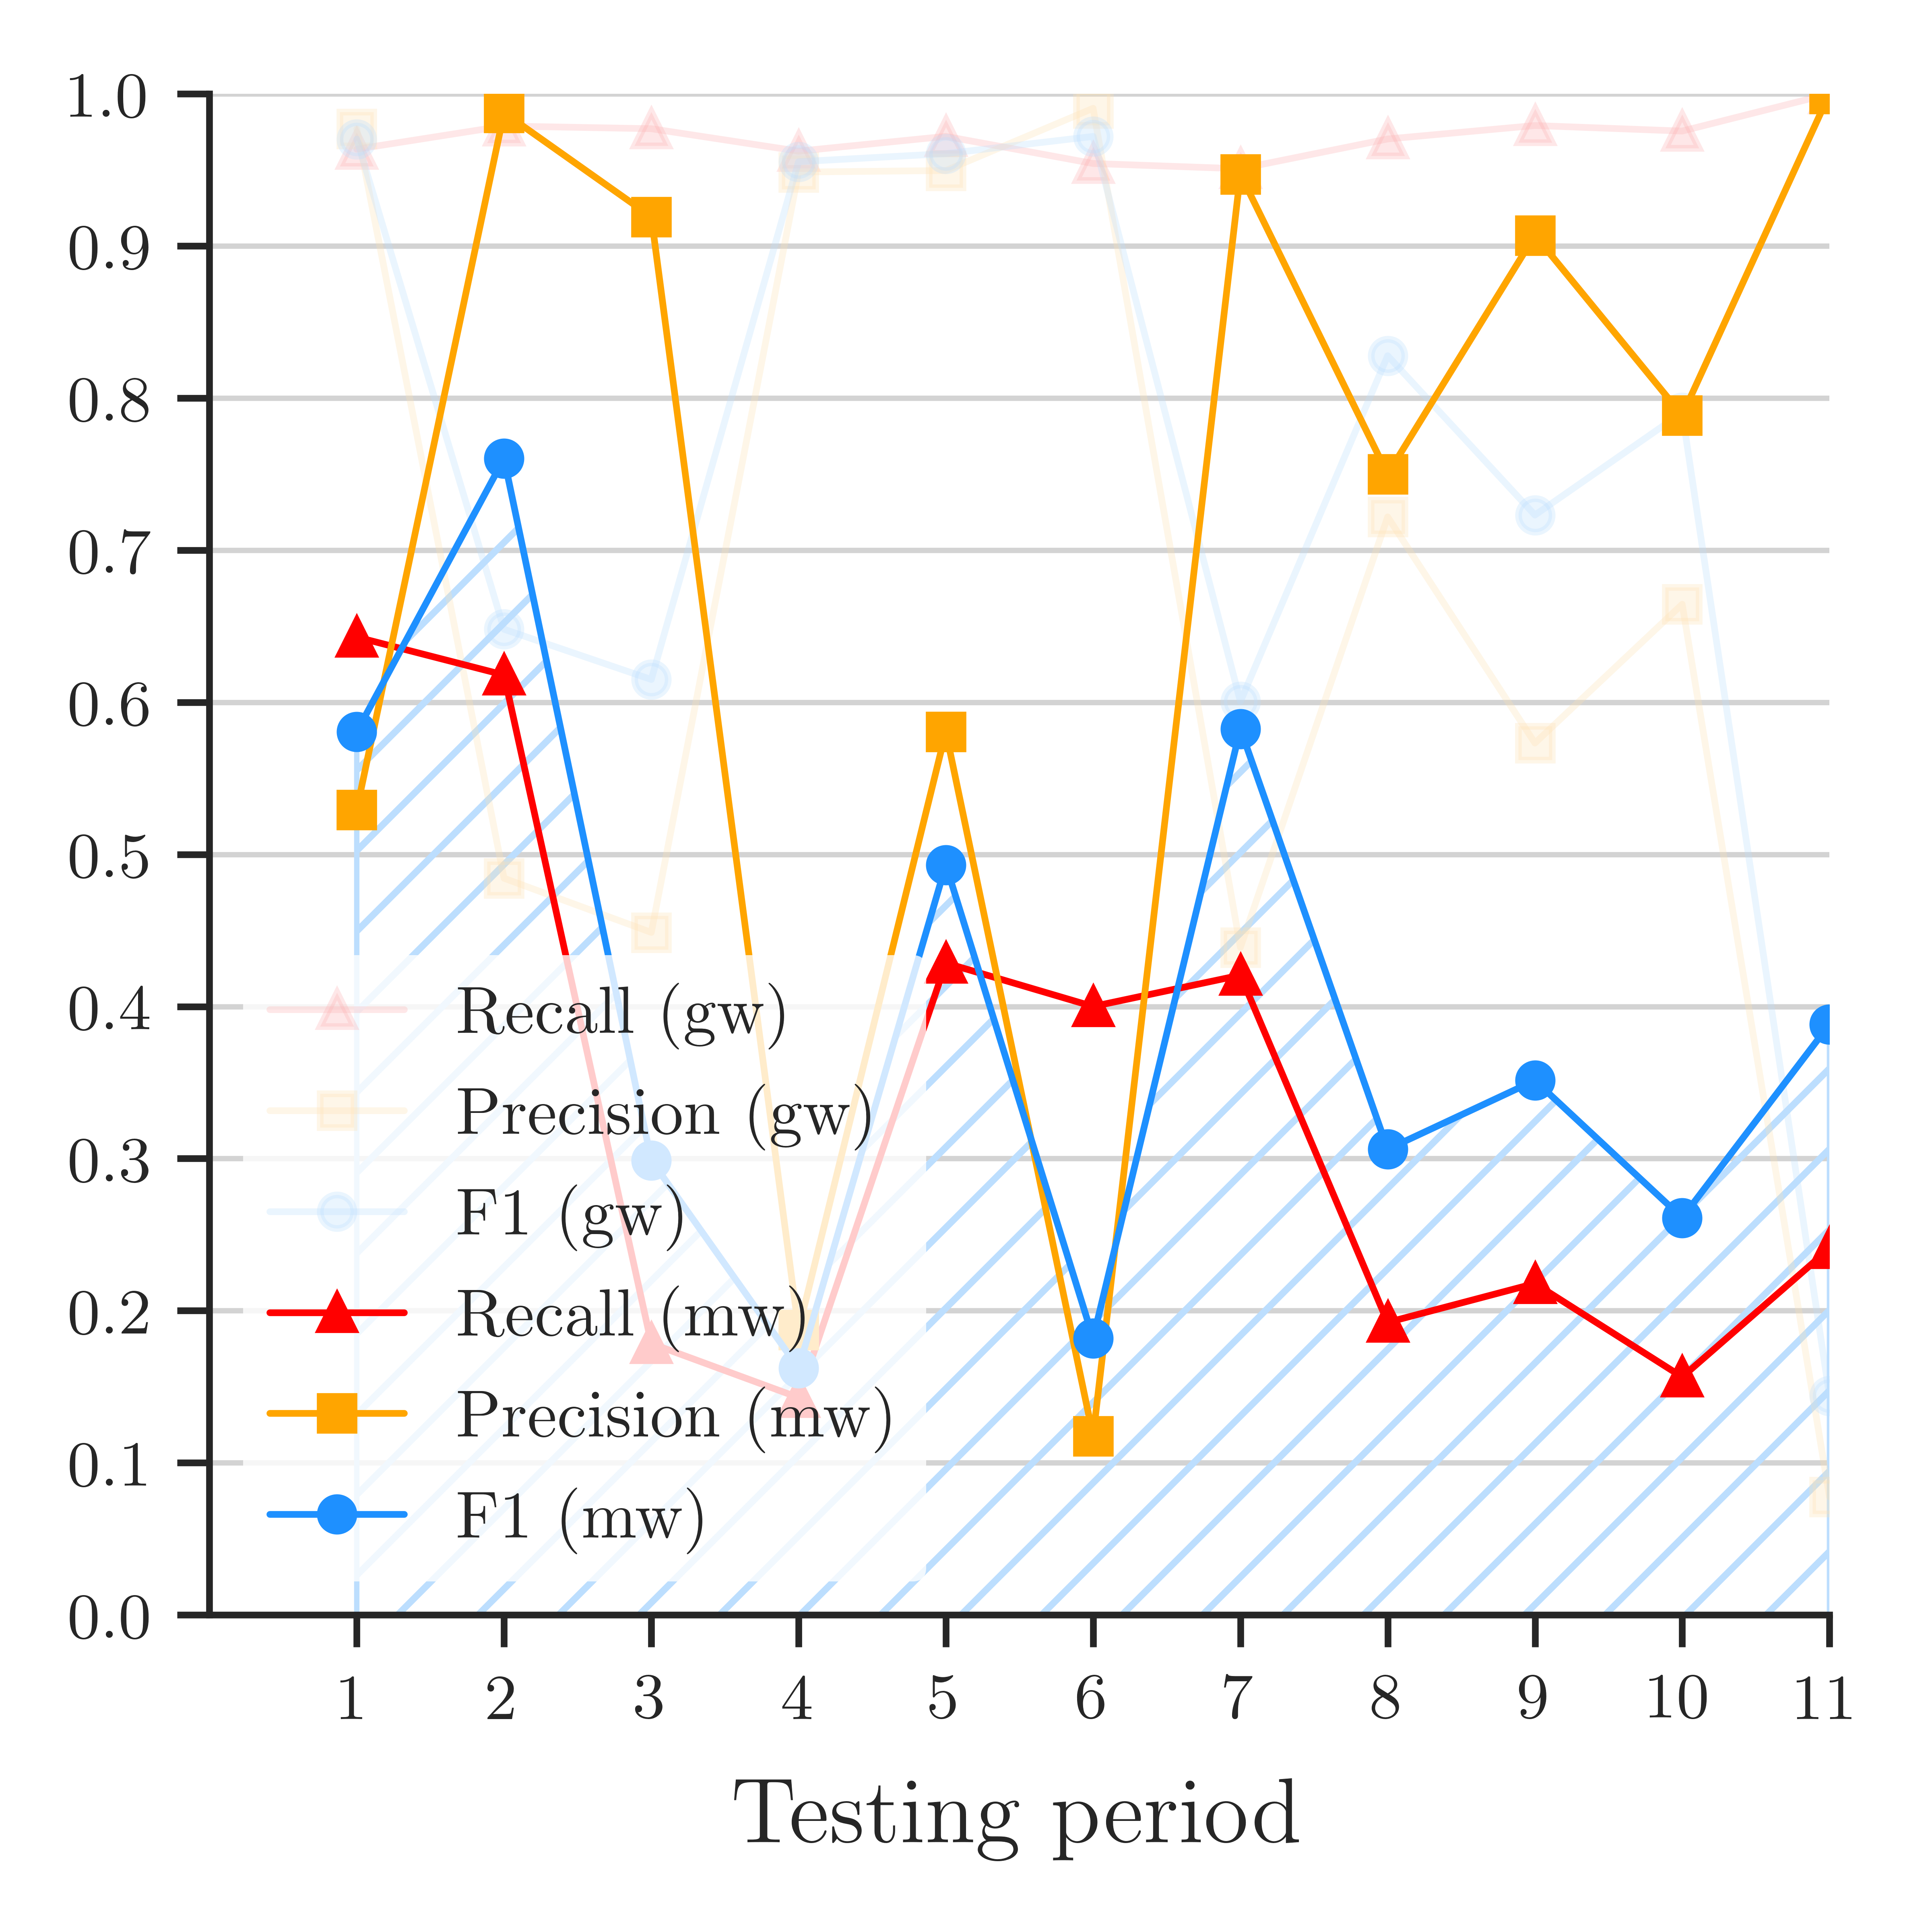 1.0
0.9
0.8
0.7
0.6
0.5
0.4
0.3
0.2
0.1
0.0
Recall (gw)
Precision (gw)
F1 (gw)
Recall (mw)
Precision (mw)
F1 (mw)
1 2 3 4 5 6 7 8 9 10 11
Testing period